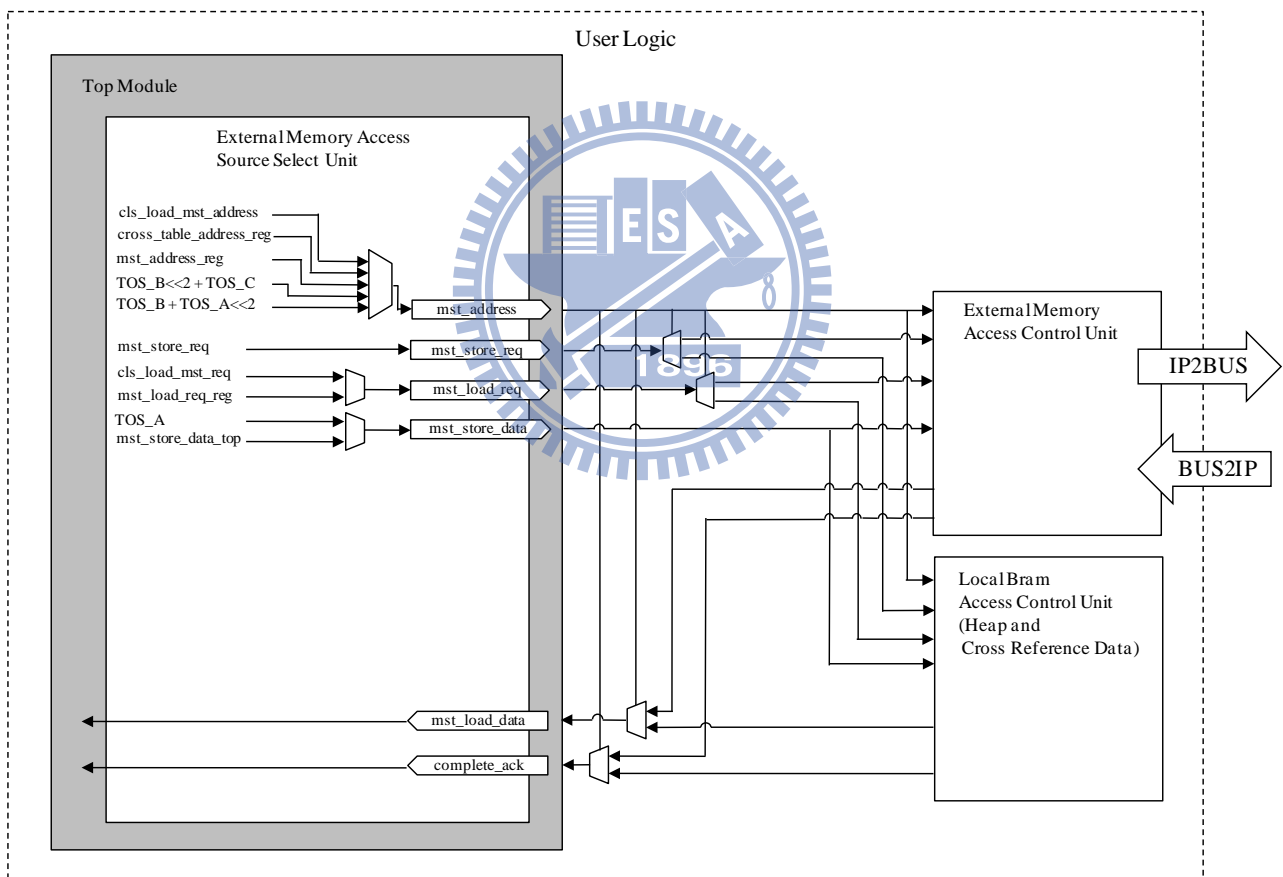 User Logic
Top Module
External Memory Access
Source Select Unit
cls_load_mst_address
cross_table_address_reg
mst_address_reg
TOS_B<<2 + TOS_C
TOS_B + TOS_A<<2
mst_address
mst_store_req
mst_store_req
cls_load_mst_req
mst_load_req_reg
mst_load_req
TOS_A
mst_store_data_top
mst_store_data
ESA
1896
External Memory
Access Control Unit
IP2BUS
BUS2IP
Local Bram
Access Control Unit
(Heap and
Cross Reference Data)
mst_load_data
complete_ack